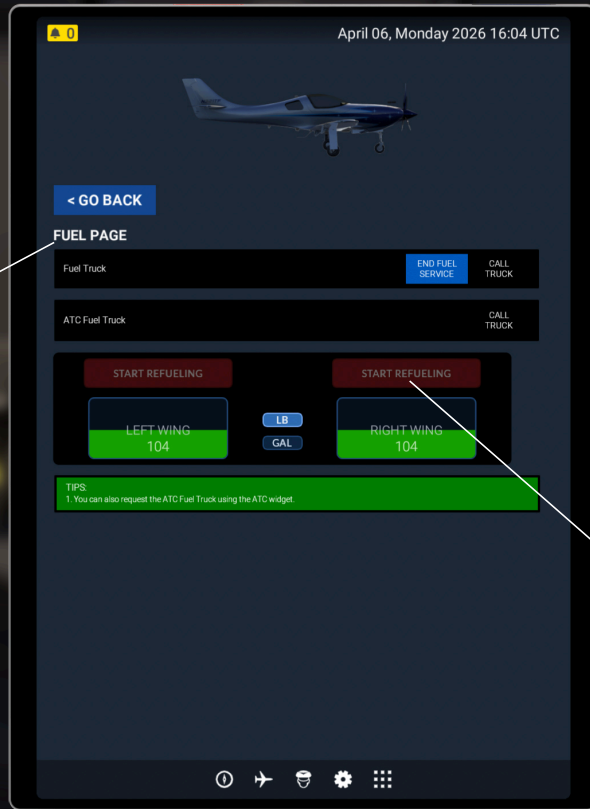 0
April 06, Monday 2026 16:04 UTC
< GO BACK
FUEL PAGE
Fuel Truck
END FUEL
SERVICE
CALL
TRUCK
ATC Fuel Truck
CALL
TRUCK
START REFUELING
START REFUELING
LEFT WING
104
LB
GAL
RIGHT WING
104
TIPS:
1. You can also request the ATC Fuel Truck using the ATC widget.